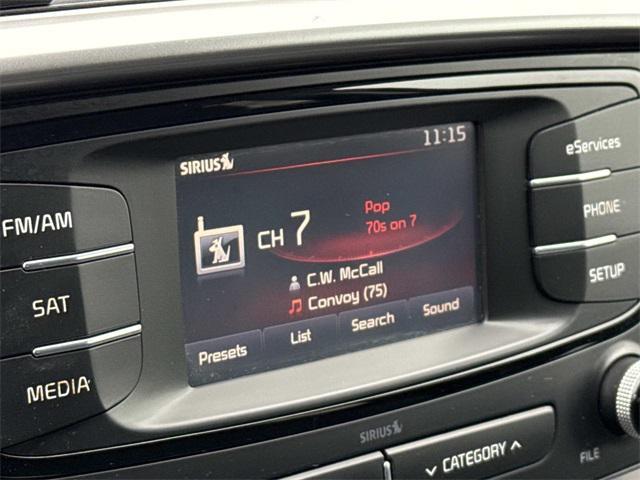 SIRIUS
11:15
eServices
FM/AM
CH 7
Pop
70s on 7
PHONE
SAT
C.W. McCall
Convoy (75)
SETUP
MEDIA
Presets
List
Search
Sound
SIRIUS
CATEGORY
FILE